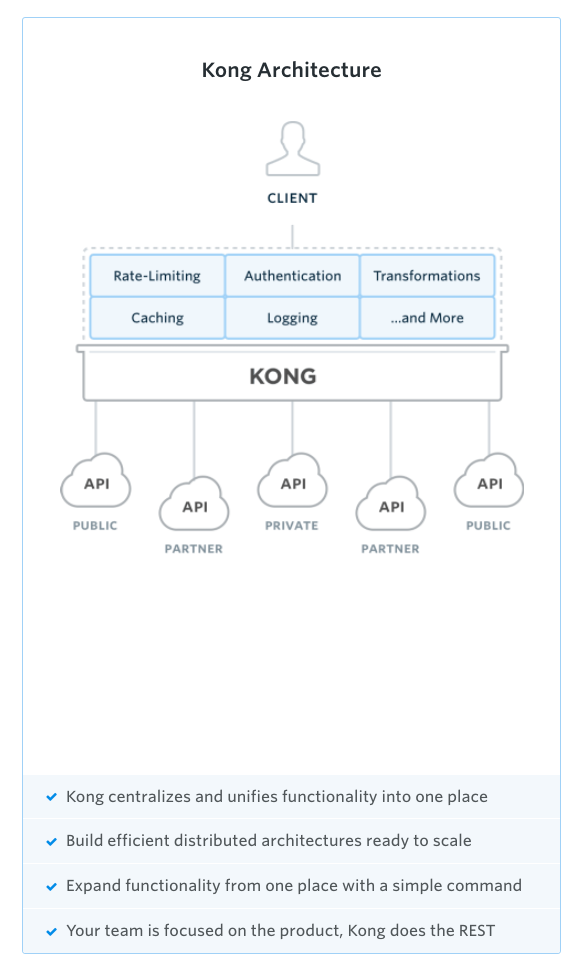 Kong Architecture
CLIENT
Rate-Limiting Authentication Transformations
Caching Logging ...and More
KONG
API API API API API
PUBLIC PARTNER PRIVATE PARTNER PUBLIC
Kong centralizes and unifies functionality into one place
Build efficient distributed architectures ready to scale
Expand functionality from one place with a simple command
Your team is focused on the product, Kong does the REST